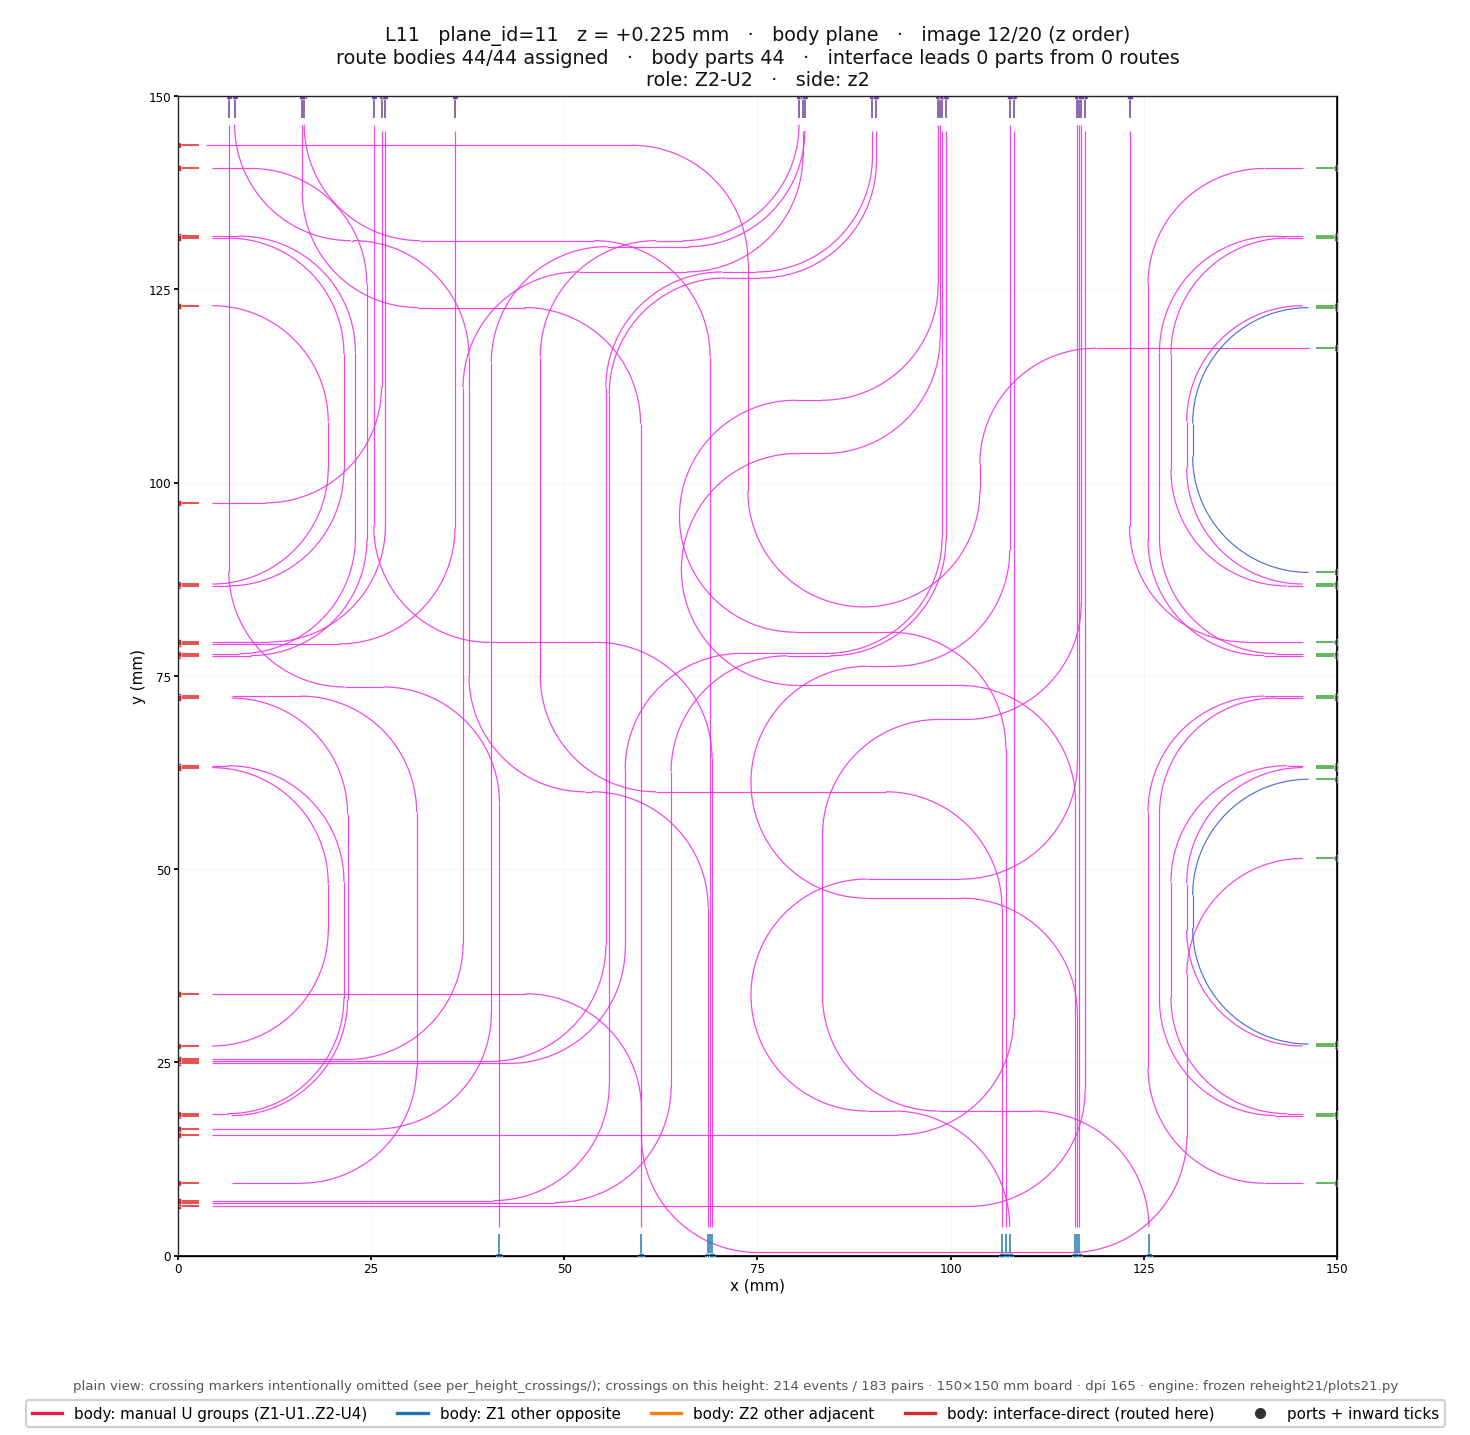 L11   plane_id=11   z = +0.225 mm   ·   body plane   ·   image 12/20 (z order)
route bodies 44/44 assigned   ·   body parts 44   ·   interface leads 0 parts from 0 routes
role: Z2-U2   ·   side: z2
150
125
100
75
50
25
0
y (mm)
0 25 50 75 100 125 150
x (mm)
plain view: crossing markers intentionally omitted (see per_height_crossings/); crossings on this height: 214 events / 183 pairs · 150×150 mm board · dpi 165 · engine: frozen reheight21/plots21.py
body: manual U groups (Z1-U1..Z2-U4) body: Z1 other opposite body: Z2 other adjacent body: interface-direct (routed here) ports + inward ticks